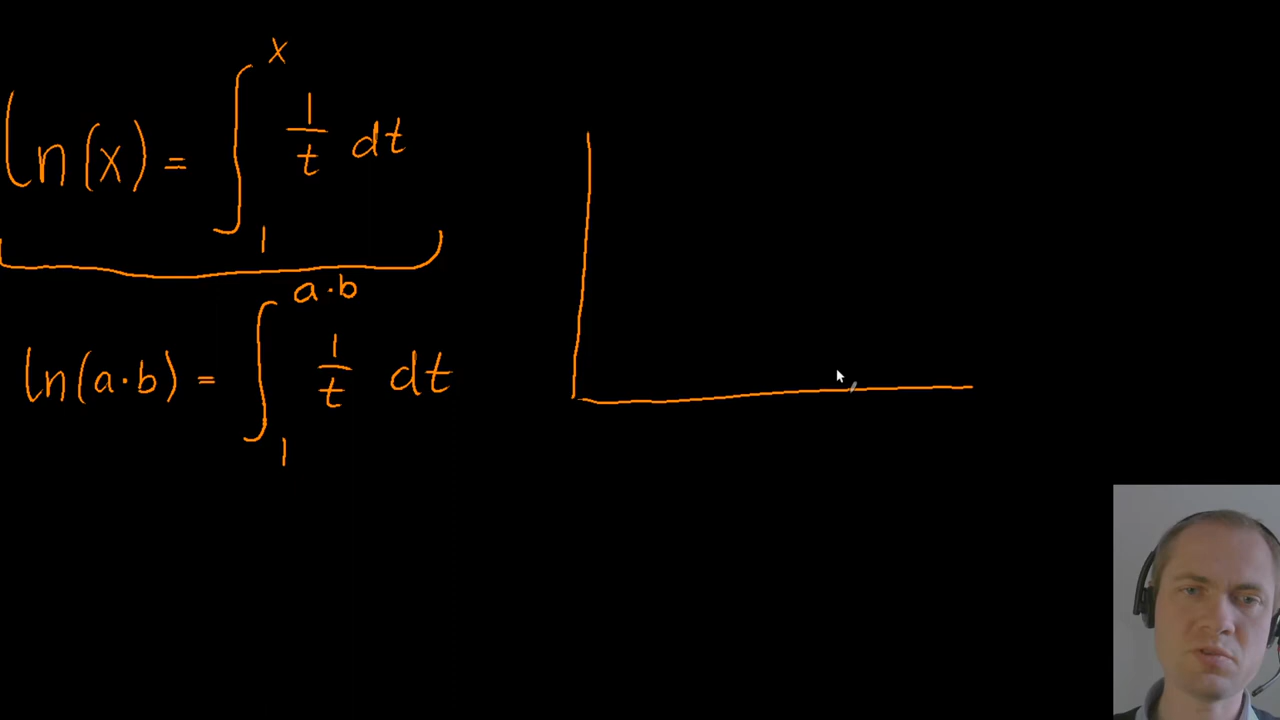 ln(x) = ∫₁ˣ 1/t dt
ln(a·b) = ∫₁^(a·b) 1/t dt